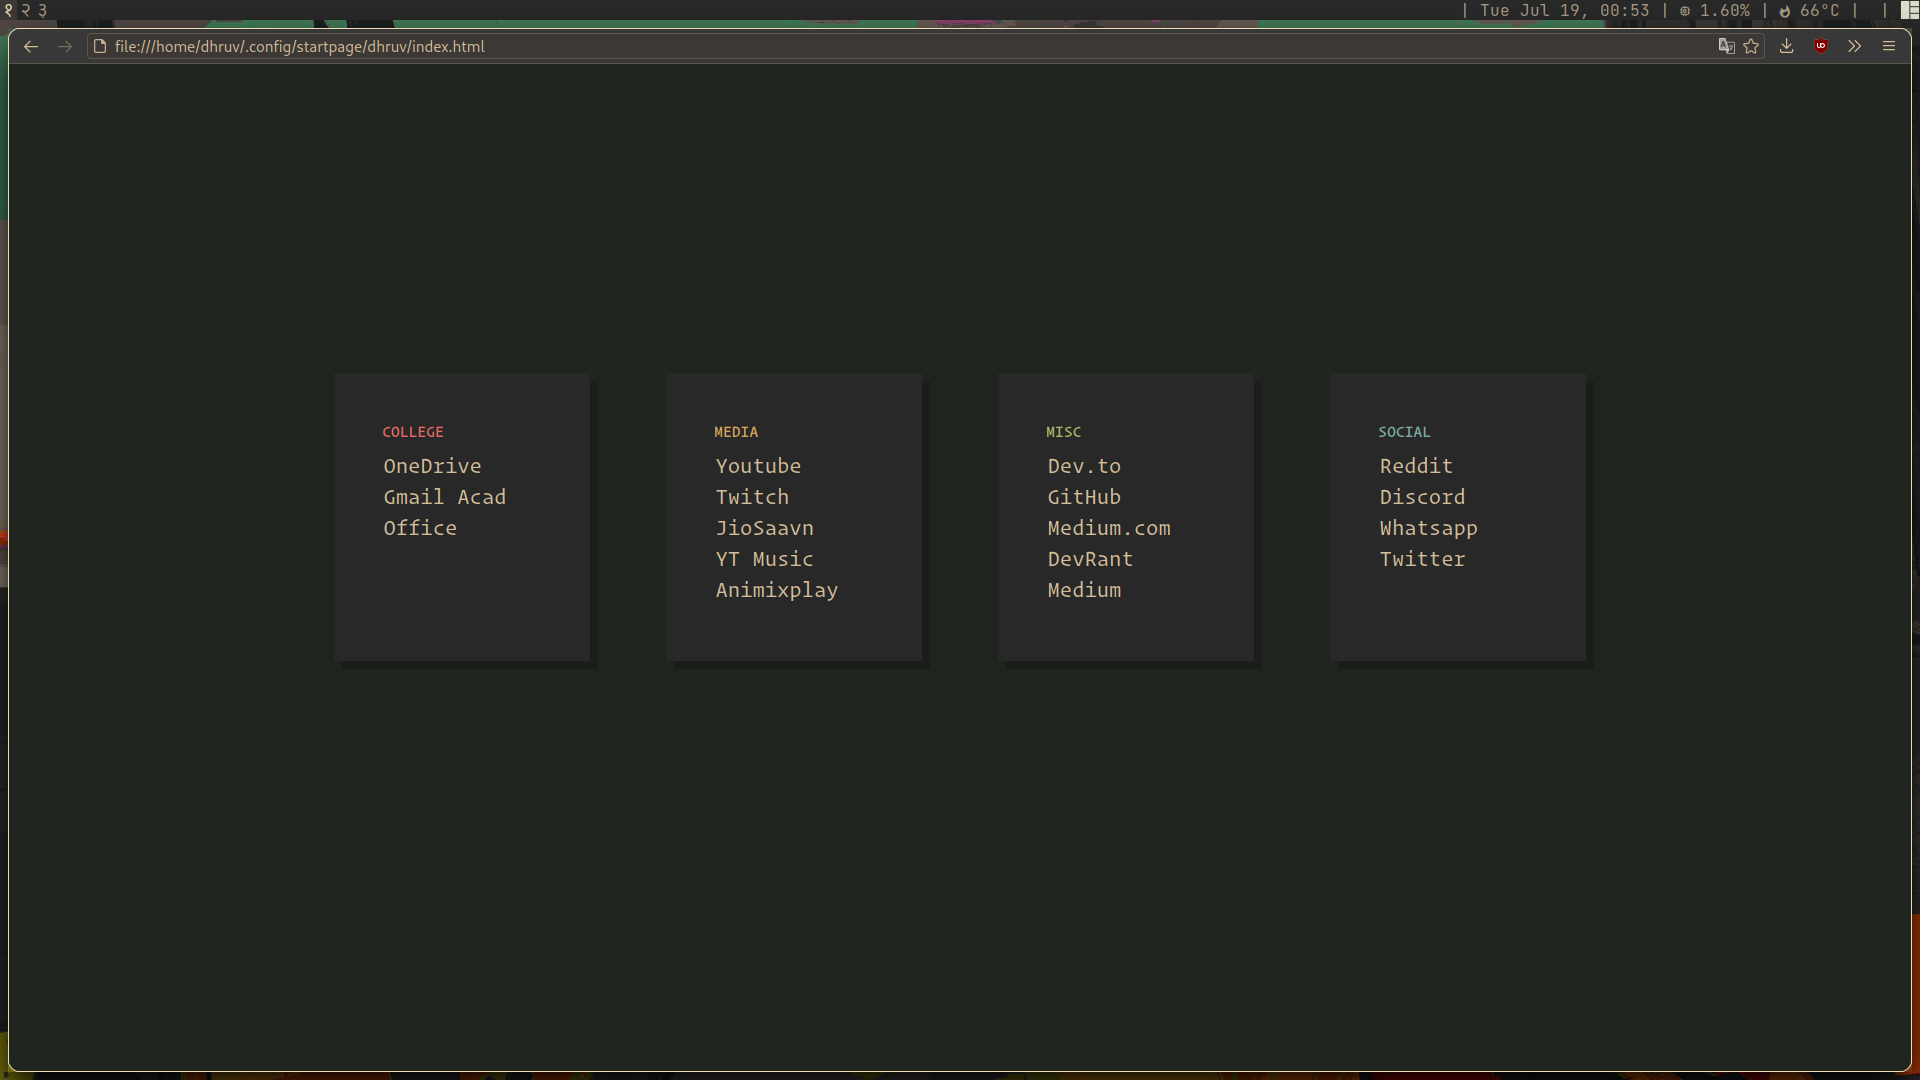 १ २ ३ | Tue Jul 19, 00:53 | 1.60% | 66°C | |
file:///home/dhruv/.config/startpage/dhruv/index.html
COLLEGE
OneDrive
Gmail Acad
Office
MEDIA
Youtube
Twitch
JioSaavn
YT Music
Animixplay
MISC
Dev.to
GitHub
Medium.com
DevRant
Medium
SOCIAL
Reddit
Discord
Whatsapp
Twitter